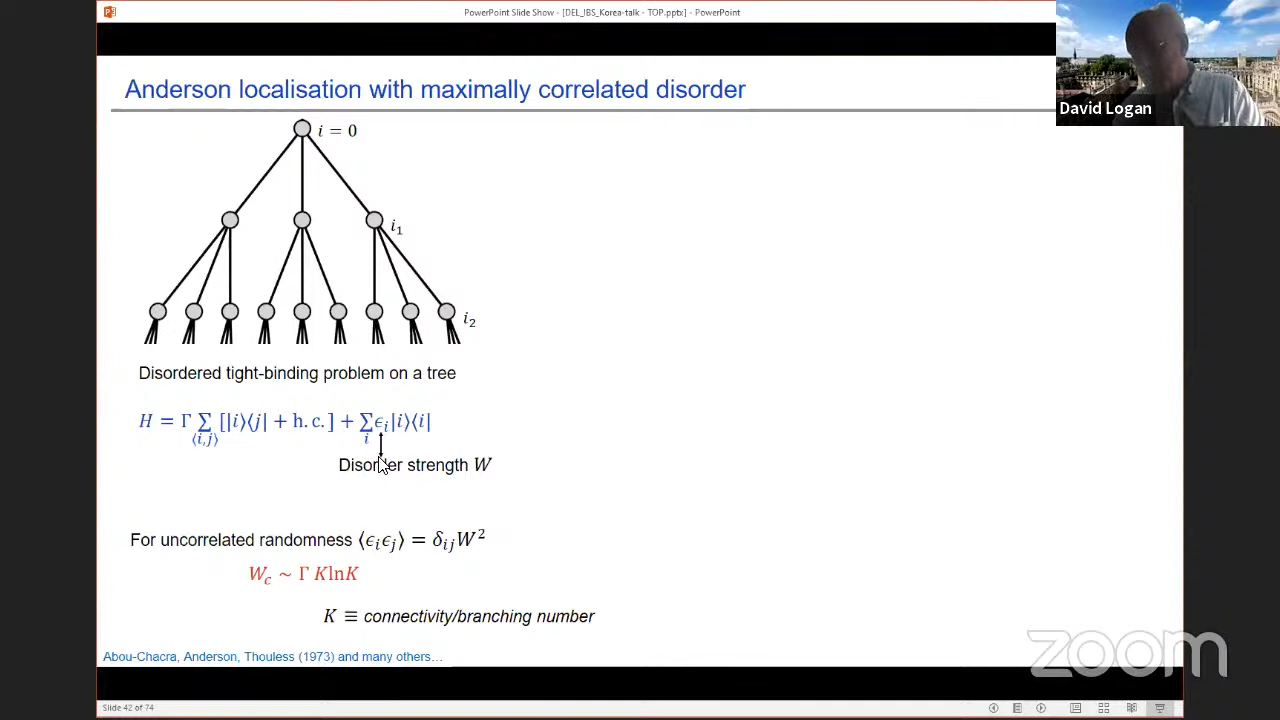 PowerPoint Slide Show - [DEL_IBS_Korea-talk - TOP.pptx] - PowerPoint
David Logan
Anderson localisation with maximally correlated disorder
i = 0
i₁
i₂
Disordered tight-binding problem on a tree
H = Γ ∑⟨i,j⟩ [|i⟩⟨j| + h.c.] + ∑i ϵᵢ|i⟩⟨i|
Disorder strength W
For uncorrelated randomness ⟨ϵᵢϵⱼ⟩ = δᵢⱼW²
W_c ~ Γ KlnK
K ≡ connectivity/branching number
Abou-Chacra, Anderson, Thouless (1973) and many others…
zoom
Slide 42 of 74